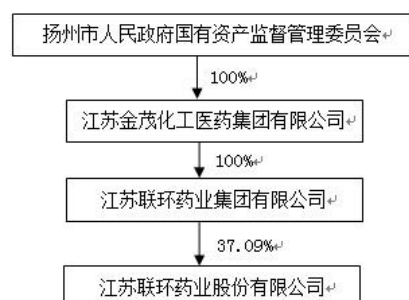 扬州市人民政府国有资产监督管理委员会
100%
江苏金茂化工医药集团有限公司
100%
江苏联环药业集团有限公司
37.09%
江苏联环药业股份有限公司